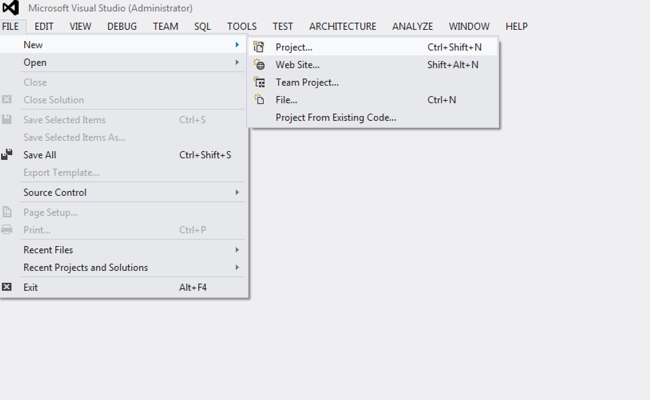 Microsoft Visual Studio (Administrator)
FILE EDIT VIEW DEBUG TEAM SQL TOOLS TEST ARCHITECTURE ANALYZE WINDOW HELP
New
Open
Close
Close Solution
Save Selected Items Ctrl+S
Save Selected Items As...
Save All Ctrl+Shift+S
Export Template...
Source Control
Page Setup...
Print... Ctrl+P
Recent Files
Recent Projects and Solutions
Exit Alt+F4
Project... Ctrl+Shift+N
Web Site... Shift+Alt+N
Team Project...
File... Ctrl+N
Project From Existing Code...